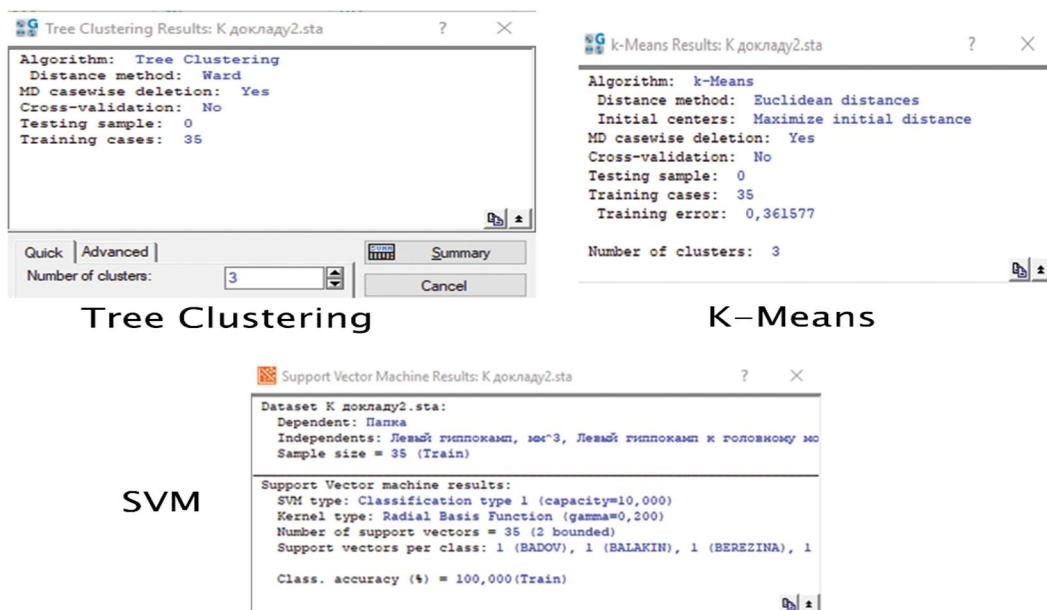 Tree Clustering Results: К докладу2.sta
Algorithm: Tree Clustering
Distance method: Ward
MD casewise deletion: Yes
Cross-validation: No
Testing sample: 0
Training cases: 35
Quick Advanced Summary
Number of clusters: 3 Cancel
Tree Clustering
k-Means Results: К докладу2.sta
Algorithm: k-Means
Distance method: Euclidean distances
Initial centers: Maximize initial distance
MD casewise deletion: Yes
Cross-validation: No
Testing sample: 0
Training cases: 35
Training error: 0,361577
Number of clusters: 3
K-Means
SVM
Support Vector Machine Results: К докладу2.sta
Dataset К докладу2.sta:
Dependent: Папка
Independents: Левый гиппокамп, мм^3, Левый гиппокамп к головному мо
Sample size = 35 (Train)
Support Vector machine results:
SVM type: Classification type 1 (capacity=10,000)
Kernel type: Radial Basis Function (gamma=0,200)
Number of support vectors = 35 (2 bounded)
Support vectors per class: 1 (BADOV), 1 (BALAKIN), 1 (BEREZINA), 1
Class. accuracy (%) = 100,000(Train)